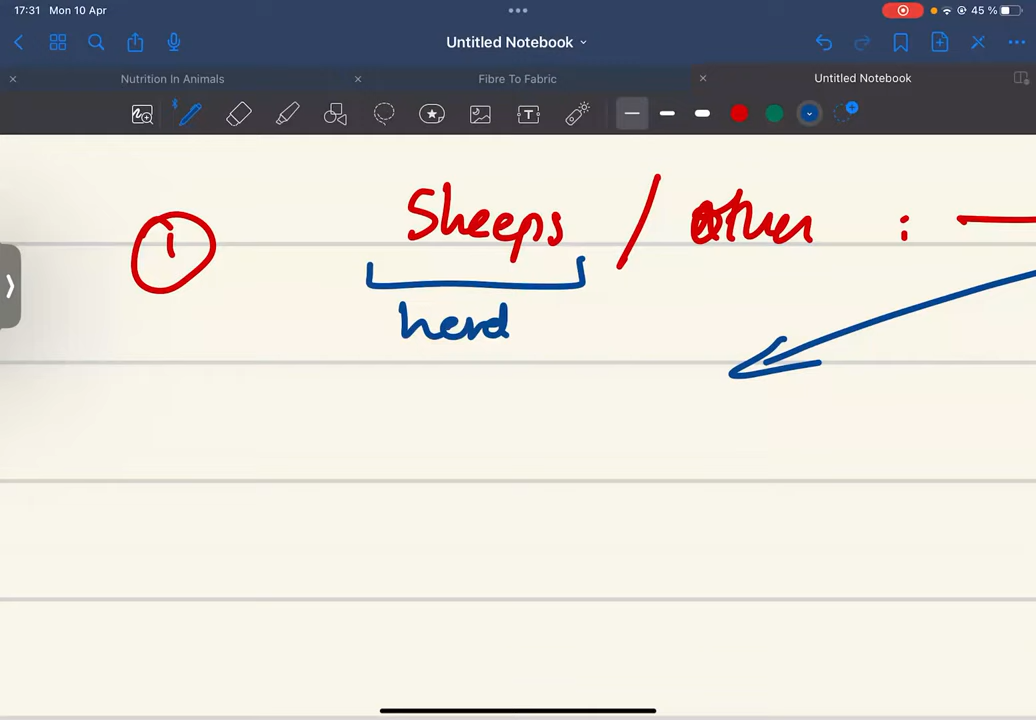 17:31 Mon 10 Apr 45 %
Untitled Notebook
Nutrition In Animals Fibre To Fabric Untitled Notebook
T
1 Sheeps / other : —
herd